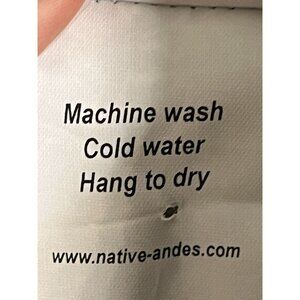 Machine wash
Cold water
Hang to dry
www.native-andes.com